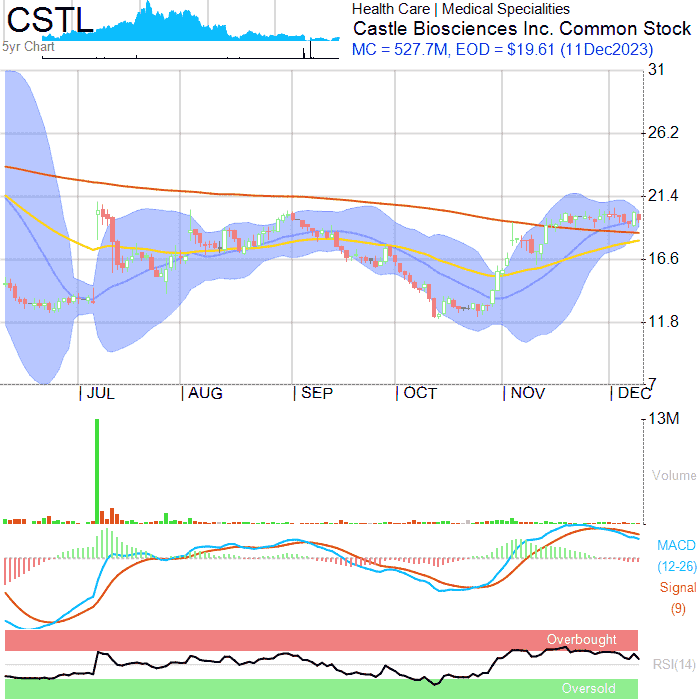 CSTL
5yr Chart
Health Care | Medical Specialities
Castle Biosciences Inc. Common Stock
MC = 527.7M, EOD = $19.61 (11Dec2023)
31
26.2
21.4
16.6
11.8
7
JUL
AUG
SEP
OCT
NOV
DEC
13M
Volume
MACD
(12-26)
Signal
(9)
Overbought
RSI(14)
Oversold